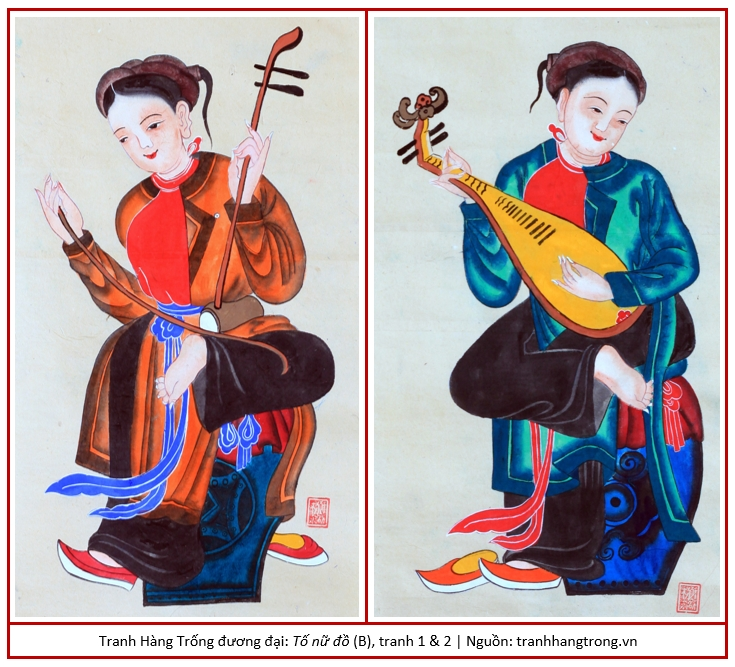 Tranh Hàng Trống đương đại: Tố nữ đồ (B), tranh 1 & 2 | Nguồn: tranhhangtrong.vn